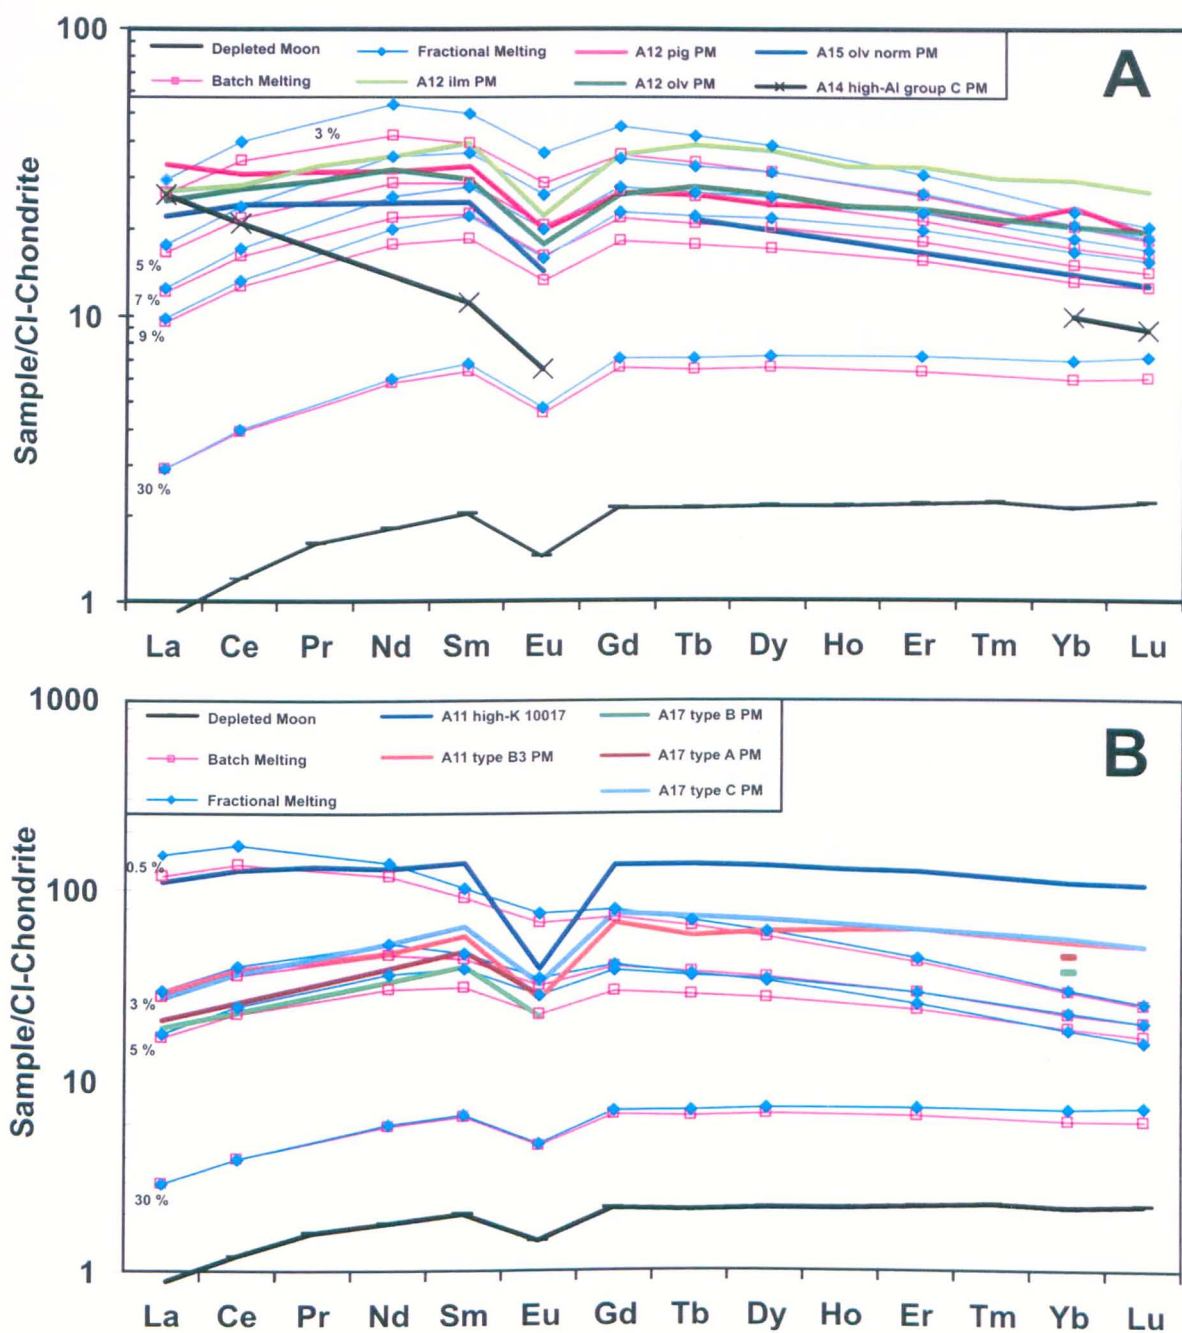 100
Depleted Moon Fractional Melting A12 pig PM A15 olv norm PM
Batch Melting A12 ilm PM A12 olv PM A14 high-Al group C PM
A
3 %
5 %
7 %
10
9 %
30 %
1
Sample/CI-Chondrite
La Ce Pr Nd Sm Eu Gd Tb Dy Ho Er Tm Yb Lu
1000
Depleted Moon A11 high-K 10017 A17 type B PM
Batch Melting A11 type B3 PM A17 type A PM
Fractional Melting A17 type C PM
B
0.5 %
100
3 %
5 %
10
30 %
1
Sample/CI-Chondrite
La Ce Pr Nd Sm Eu Gd Tb Dy Ho Er Tm Yb Lu